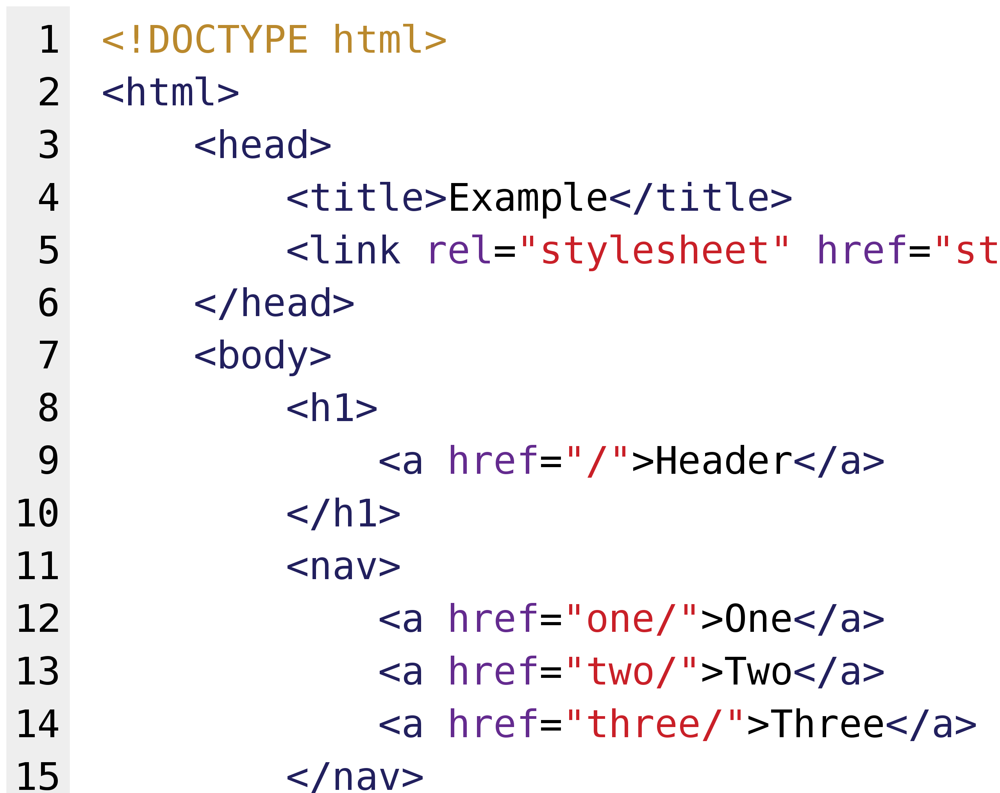 1 <!DOCTYPE html>
2 <html>
3     <head>
4         <title>Example</title>
5         <link rel="stylesheet" href="st
6     </head>
7     <body>
8         <h1>
9             <a href="/">Header</a>
10         </h1>
11         <nav>
12             <a href="one/">One</a>
13             <a href="two/">Two</a>
14             <a href="three/">Three</a>
15         </nav>